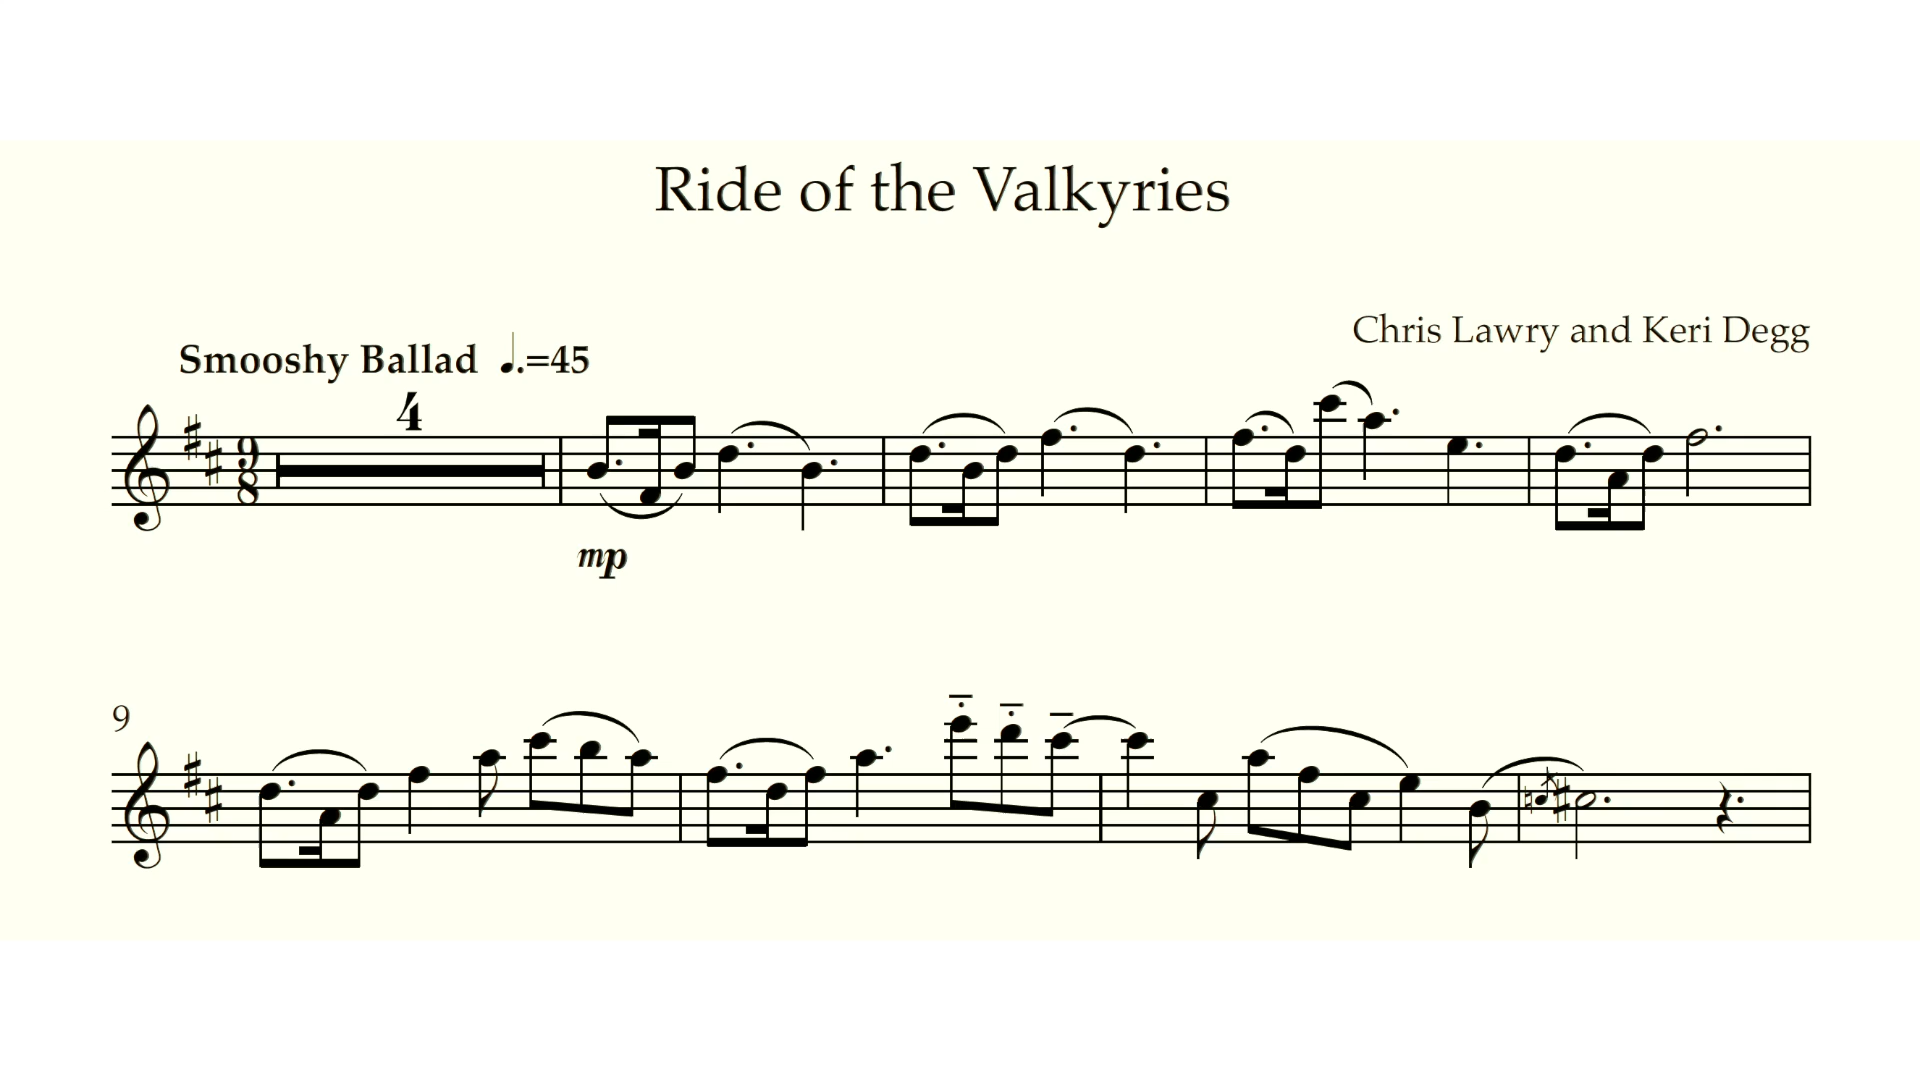 Ride of the Valkyries
Chris Lawry and Keri Degg
Smooshy Ballad ♩.=45
4
9
8
mp
9